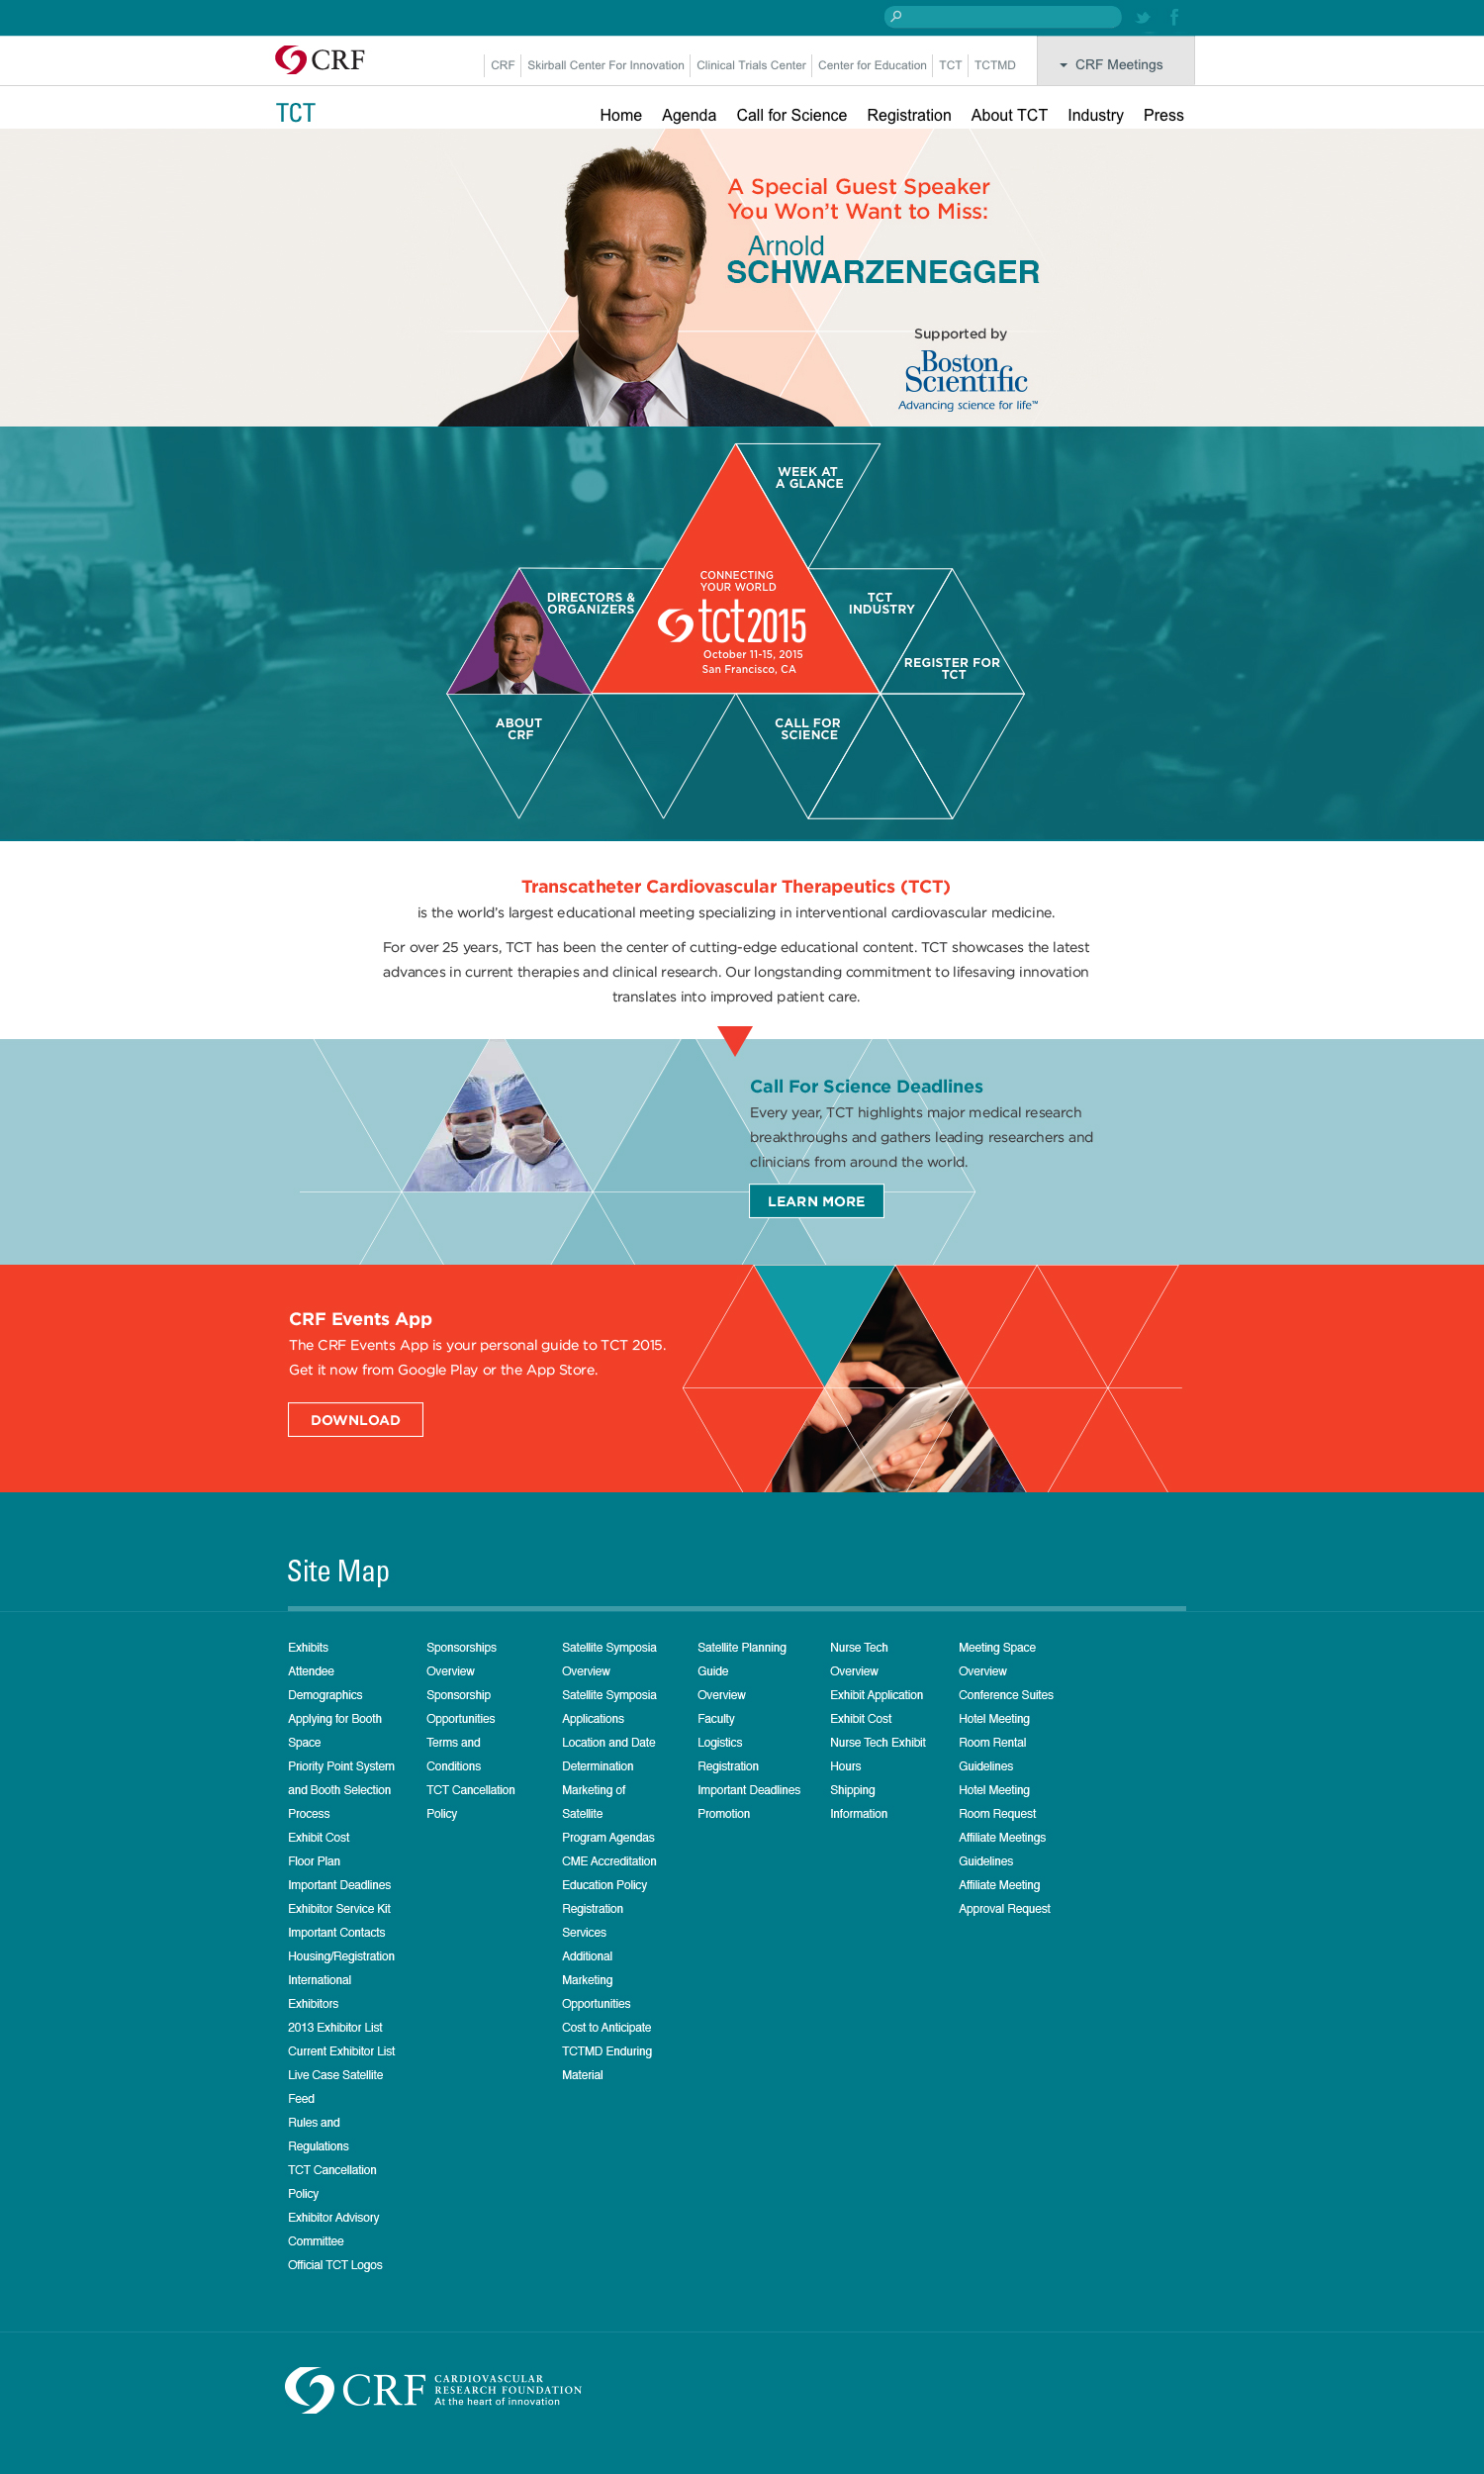 CRF
CRF
Skirball Center For Innovation
Clinical Trials Center
Center for Education
TCT
TCTMD
CRF Meetings
TCT
Home
Agenda
Call for Science
Registration
About TCT
Industry
Press
A Special Guest Speaker
You Won’t Want to Miss:
Arnold
SCHWARZENEGGER
Supported by
Boston
Scientific
Advancing science for life™
WEEK AT
A GLANCE
DIRECTORS &
ORGANIZERS
CONNECTING
YOUR WORLD
tct2015
October 11-15, 2015
San Francisco, CA
TCT
INDUSTRY
REGISTER FOR
TCT
ABOUT
CRF
CALL FOR
SCIENCE
Transcatheter Cardiovascular Therapeutics (TCT)
is the world’s largest educational meeting specializing in interventional cardiovascular medicine.
For over 25 years, TCT has been the center of cutting-edge educational content. TCT showcases the latest
advances in current therapies and clinical research. Our longstanding commitment to lifesaving innovation
translates into improved patient care.
Call For Science Deadlines
Every year, TCT highlights major medical research
breakthroughs and gathers leading researchers and
clinicians from around the world.
LEARN MORE
CRF Events App
The CRF Events App is your personal guide to TCT 2015.
Get it now from Google Play or the App Store.
DOWNLOAD
Site Map
Exhibits
Attendee
Demographics
Applying for Booth
Space
Priority Point System
and Booth Selection
Process
Exhibit Cost
Floor Plan
Important Deadlines
Exhibitor Service Kit
Important Contacts
Housing/Registration
International
Exhibitors
2013 Exhibitor List
Current Exhibitor List
Live Case Satellite
Feed
Rules and
Regulations
TCT Cancellation
Policy
Exhibitor Advisory
Committee
Official TCT Logos
Sponsorships
Overview
Sponsorship
Opportunities
Terms and
Conditions
TCT Cancellation
Policy
Satellite Symposia
Overview
Satellite Symposia
Applications
Location and Date
Determination
Marketing of
Satellite
Program Agendas
CME Accreditation
Education Policy
Registration
Services
Additional
Marketing
Opportunities
Cost to Anticipate
TCTMD Enduring
Material
Satellite Planning
Guide
Overview
Faculty
Logistics
Registration
Important Deadlines
Promotion
Nurse Tech
Overview
Exhibit Application
Exhibit Cost
Nurse Tech Exhibit
Hours
Shipping
Information
Meeting Space
Overview
Conference Suites
Hotel Meeting
Room Rental
Guidelines
Hotel Meeting
Room Request
Affiliate Meetings
Guidelines
Affiliate Meeting
Approval Request
CRF
CARDIOVASCULAR
RESEARCH FOUNDATION
At the heart of innovation